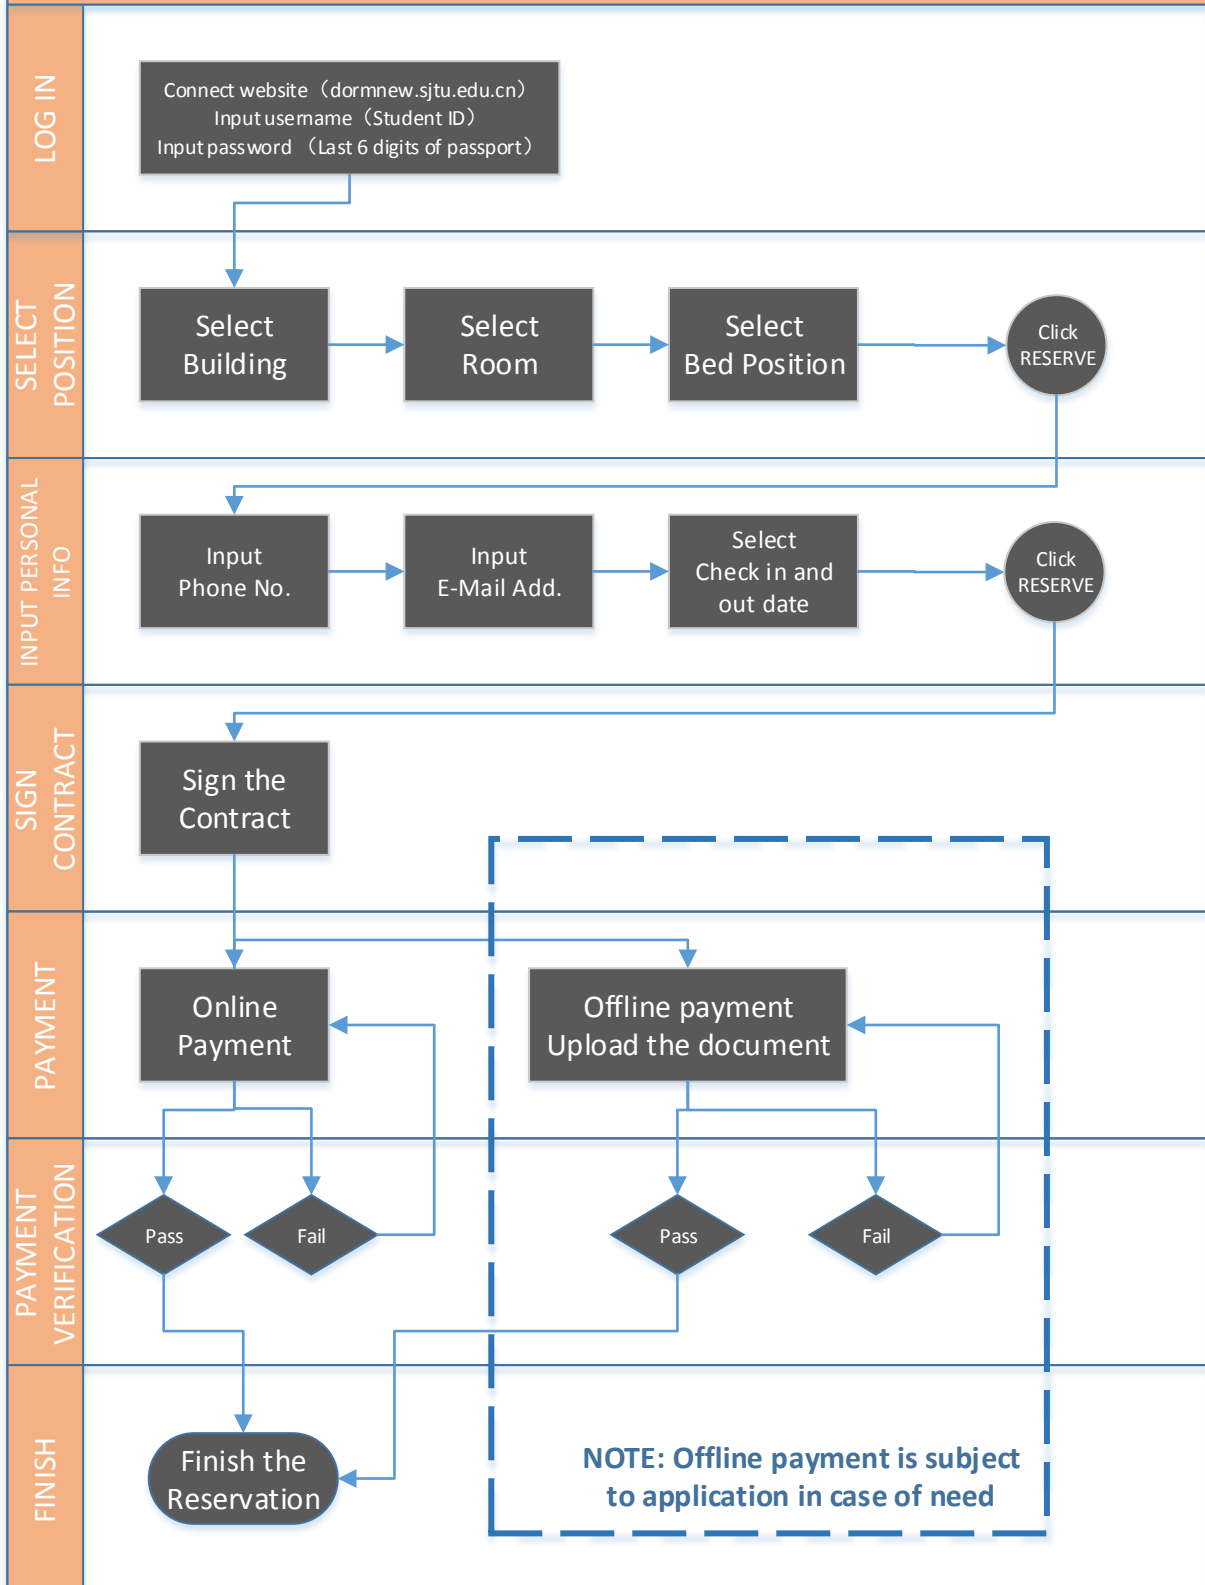 LOG IN
Connect website（dormnew.sjtu.edu.cn）
Input username（Student ID）
Input password （Last 6 digits of passport）
SELECT
POSITION
Select
Building
Select
Room
Select
Bed Position
Click
RESERVE
INPUT PERSONAL
INFO
Input
Phone No.
Input
E-Mail Add.
Select
Check in and
out date
Click
RESERVE
SIGN
CONTRACT
Sign the
Contract
PAYMENT
Online
Payment
Offline payment
Upload the document
PAYMENT
VERIFICATION
Pass
Fail
Pass
Fail
FINISH
Finish the
Reservation
NOTE: Offline payment is subject
to application in case of need